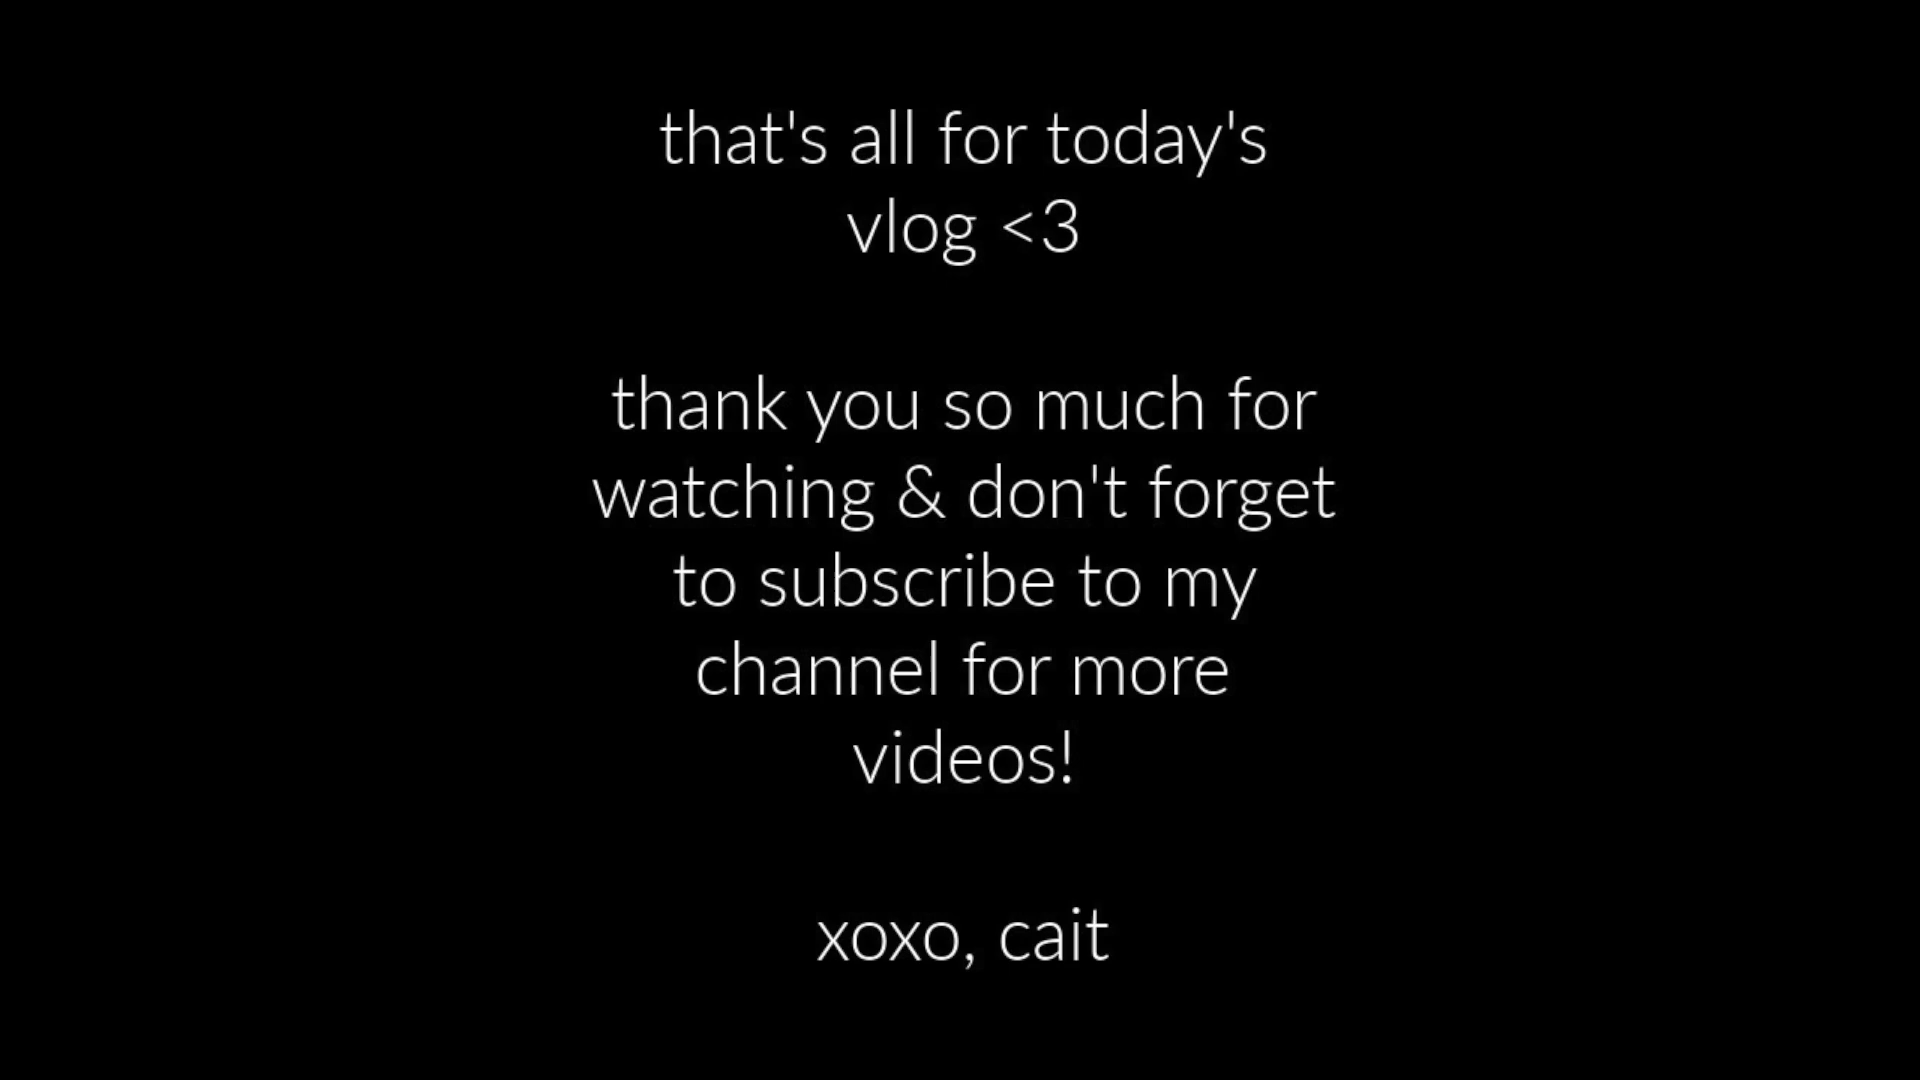 that's all for today's
vlog <3
thank you so much for
watching & don't forget
to subscribe to my
channel for more
videos!
xoxo, cait